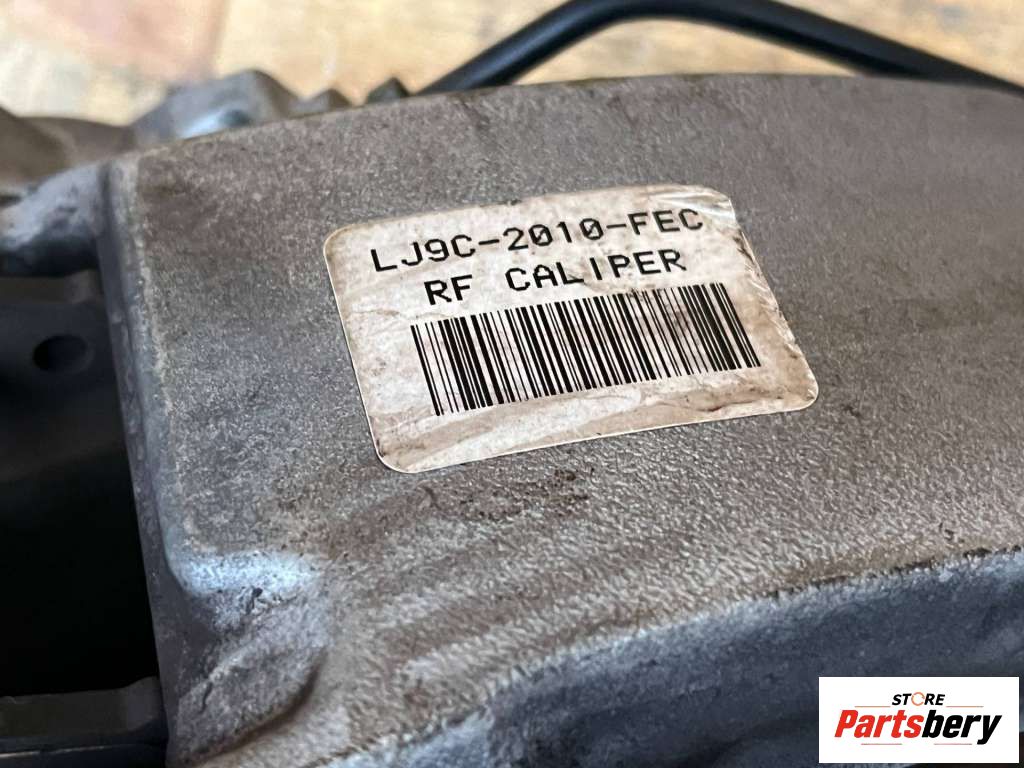 LJ9C-2010-FEC
RF CALIPER
STORE
Partsbery